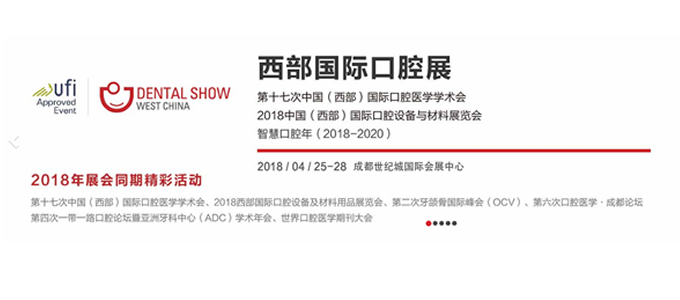 ufi
Approved
Event
DENTAL SHOW
WEST CHINA
西部国际口腔展
第十七次中国（西部）国际口腔医学学术会
2018中国（西部）国际口腔设备与材料展览会
智慧口腔年（2018-2020）
2018 / 04 / 25-28 成都世纪城国际会展中心
2018年展会同期精彩活动
第十七次中国（西部）国际口腔医学学术会、2018西部国际口腔设备及材料用品展览会、第二次牙颌骨国际峰会（OCV）、第六次口腔医学·成都论坛
第四次一带一路口腔论坛暨亚洲牙科中心（ADC）学术年会、世界口腔医学期刊大会